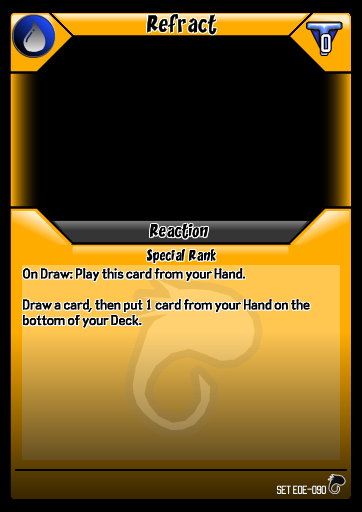 Refract
0
Reaction
Special Rank
On Draw: Play this card from your Hand.
Draw a card, then put 1 card from your Hand on the
bottom of your Deck.
SET EOE-090